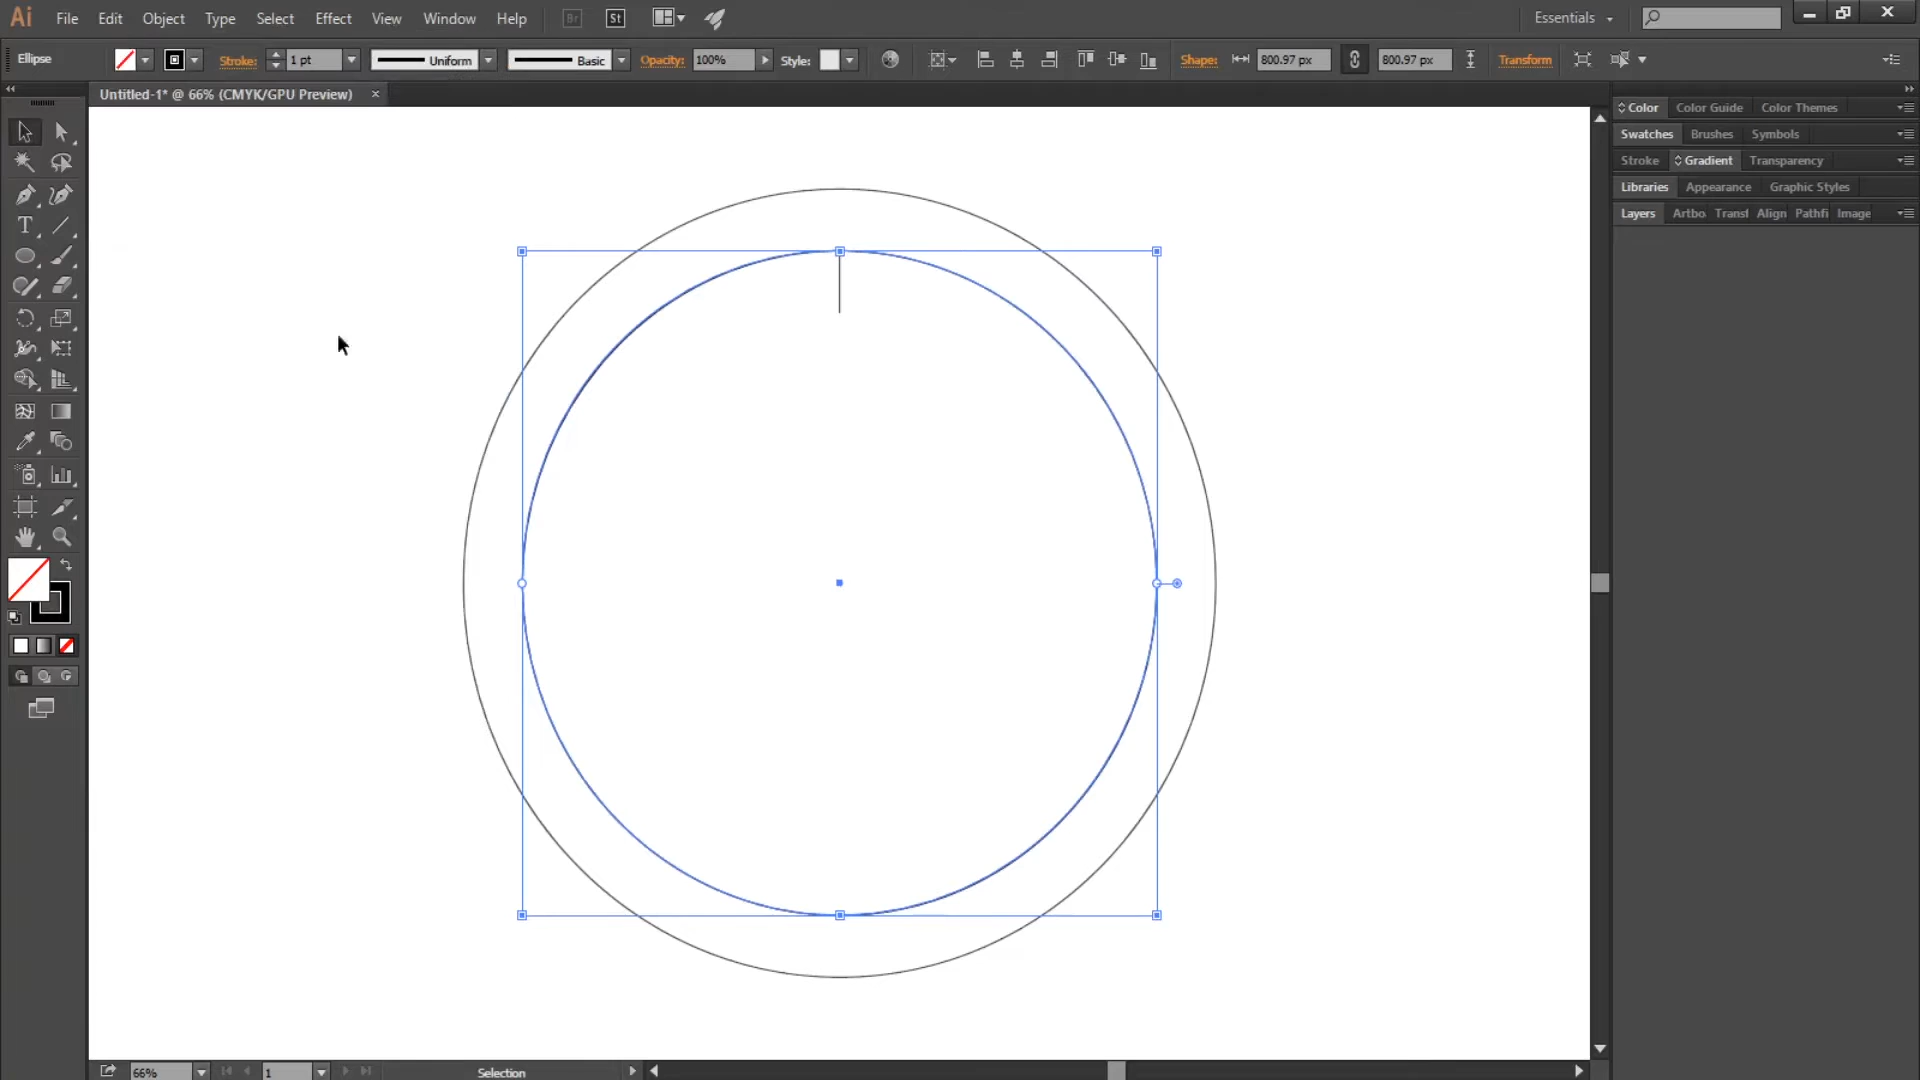 Ai File Edit Object Type Select Effect View Window Help Br St Essentials
Ellipse Stroke: 1 pt Uniform Basic Opacity: 100% Style: Shape: 800.97 px 800.97 px Transform
Untitled-1* @ 66% (CMYK/GPU Preview) ×
Color Color Guide Color Themes
Swatches Brushes Symbols
Stroke Gradient Transparency
Libraries Appearance Graphic Styles
Layers Artbo Transf Align Pathfi Image
T
66% 1 Selection